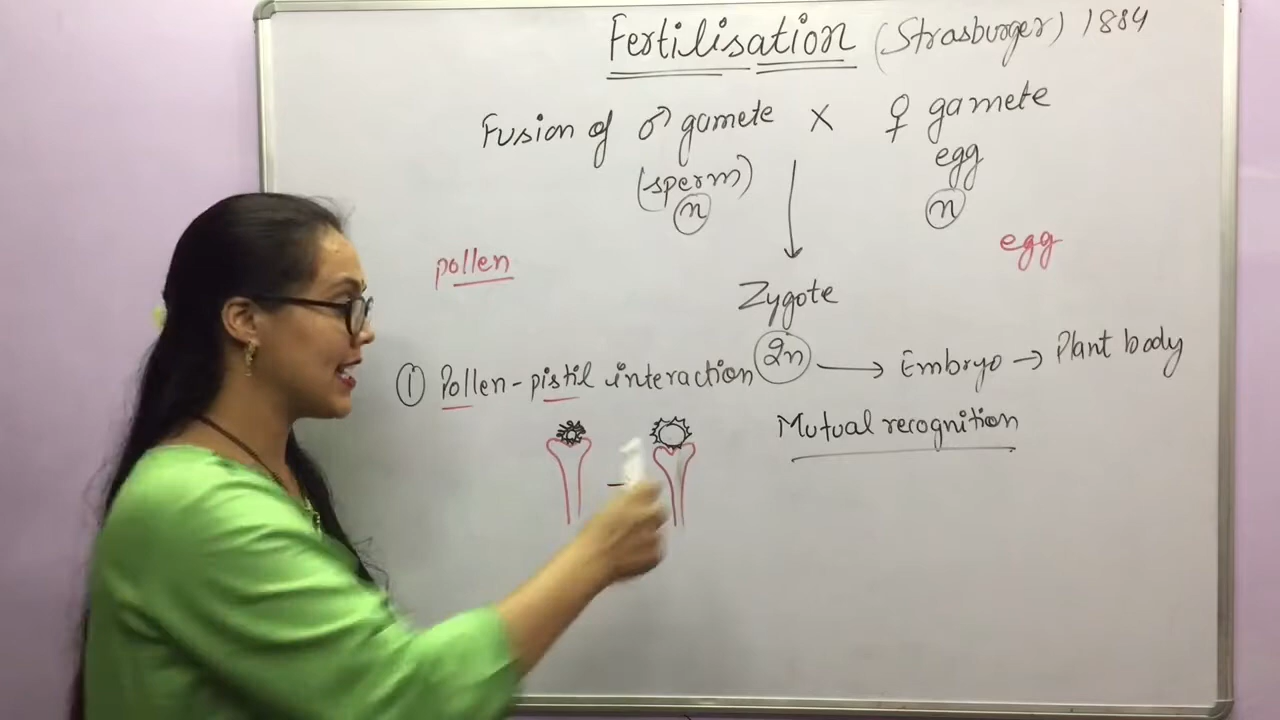 Fertilisation (Strasburger) 1884
Fusion of ♂ gamete x ♀ gamete
(sperm) egg
n n
pollen egg
Zygote
2n → Embryo → Plant body
① Pollen-pistil interaction
Mutual recognition